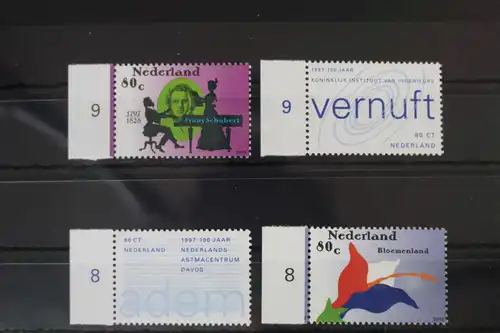 9
Nederland
80c
1797
1828
Franz Schubert
9
1997·150 JAAR
KONINKLIJK INSTITUUT VAN INGENIEURS
vernuft
80 CT
NEDERLAND
8
80 CT
NEDERLAND
1997·100 JAAR
NEDERLANDS
ASTMACENTRUM
DAVOS
adem
8
Nederland
80c
Bloemenland